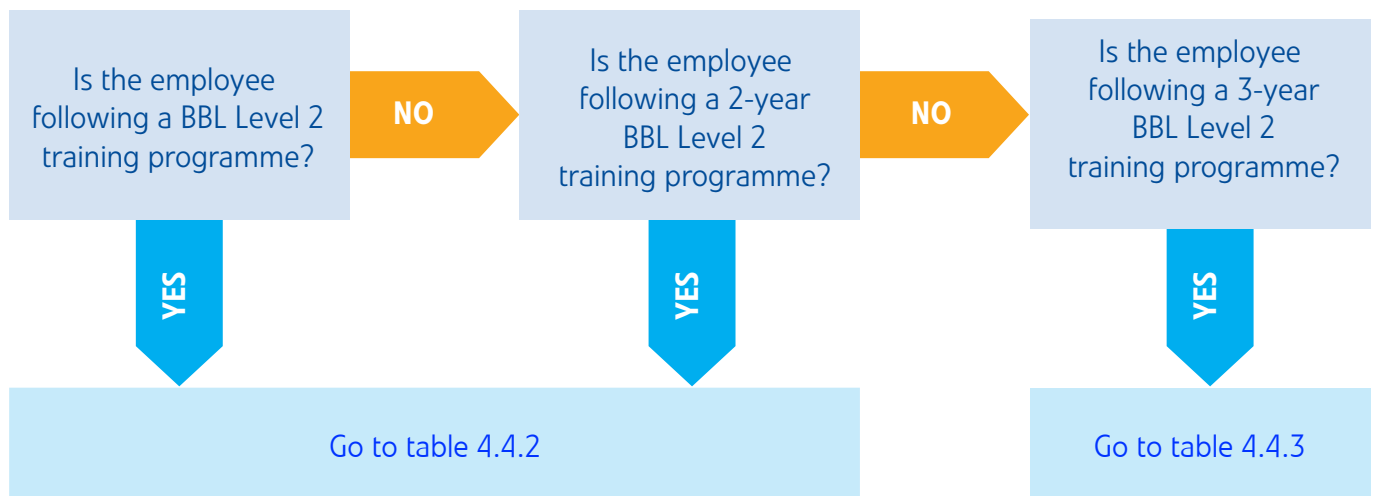 Is the employee
following a BBL Level 2
training programme?
NO
Is the employee
following a 2-year
BBL Level 2
training programme?
NO
Is the employee
following a 3-year
BBL Level 2
training programme?
YES
YES
YES
Go to table 4.4.2
Go to table 4.4.3